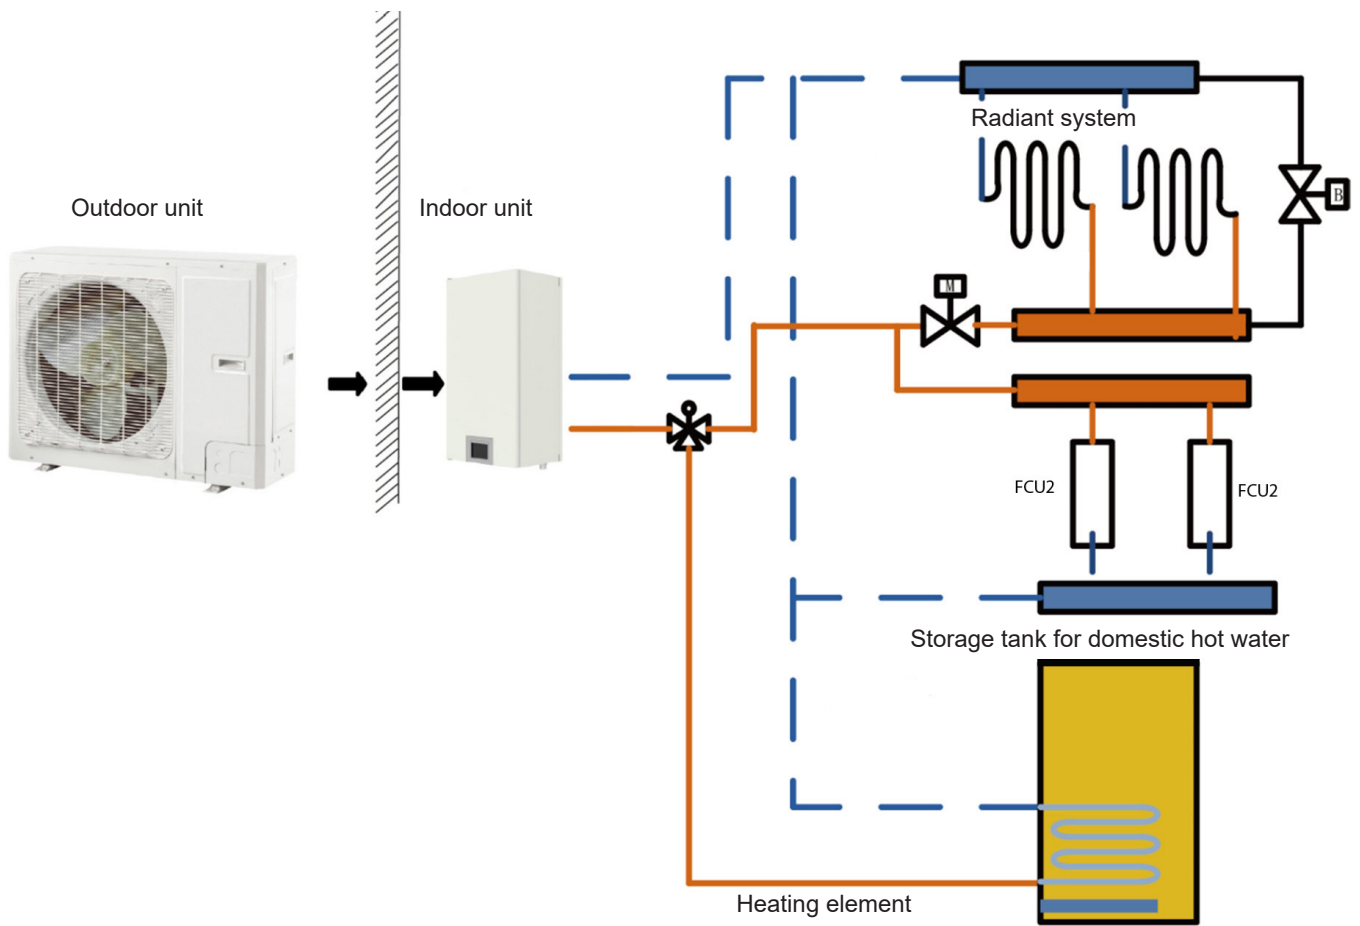 Radiant system
Outdoor unit
Indoor unit
B
M
FCU2
FCU2
Storage tank for domestic hot water
Heating element